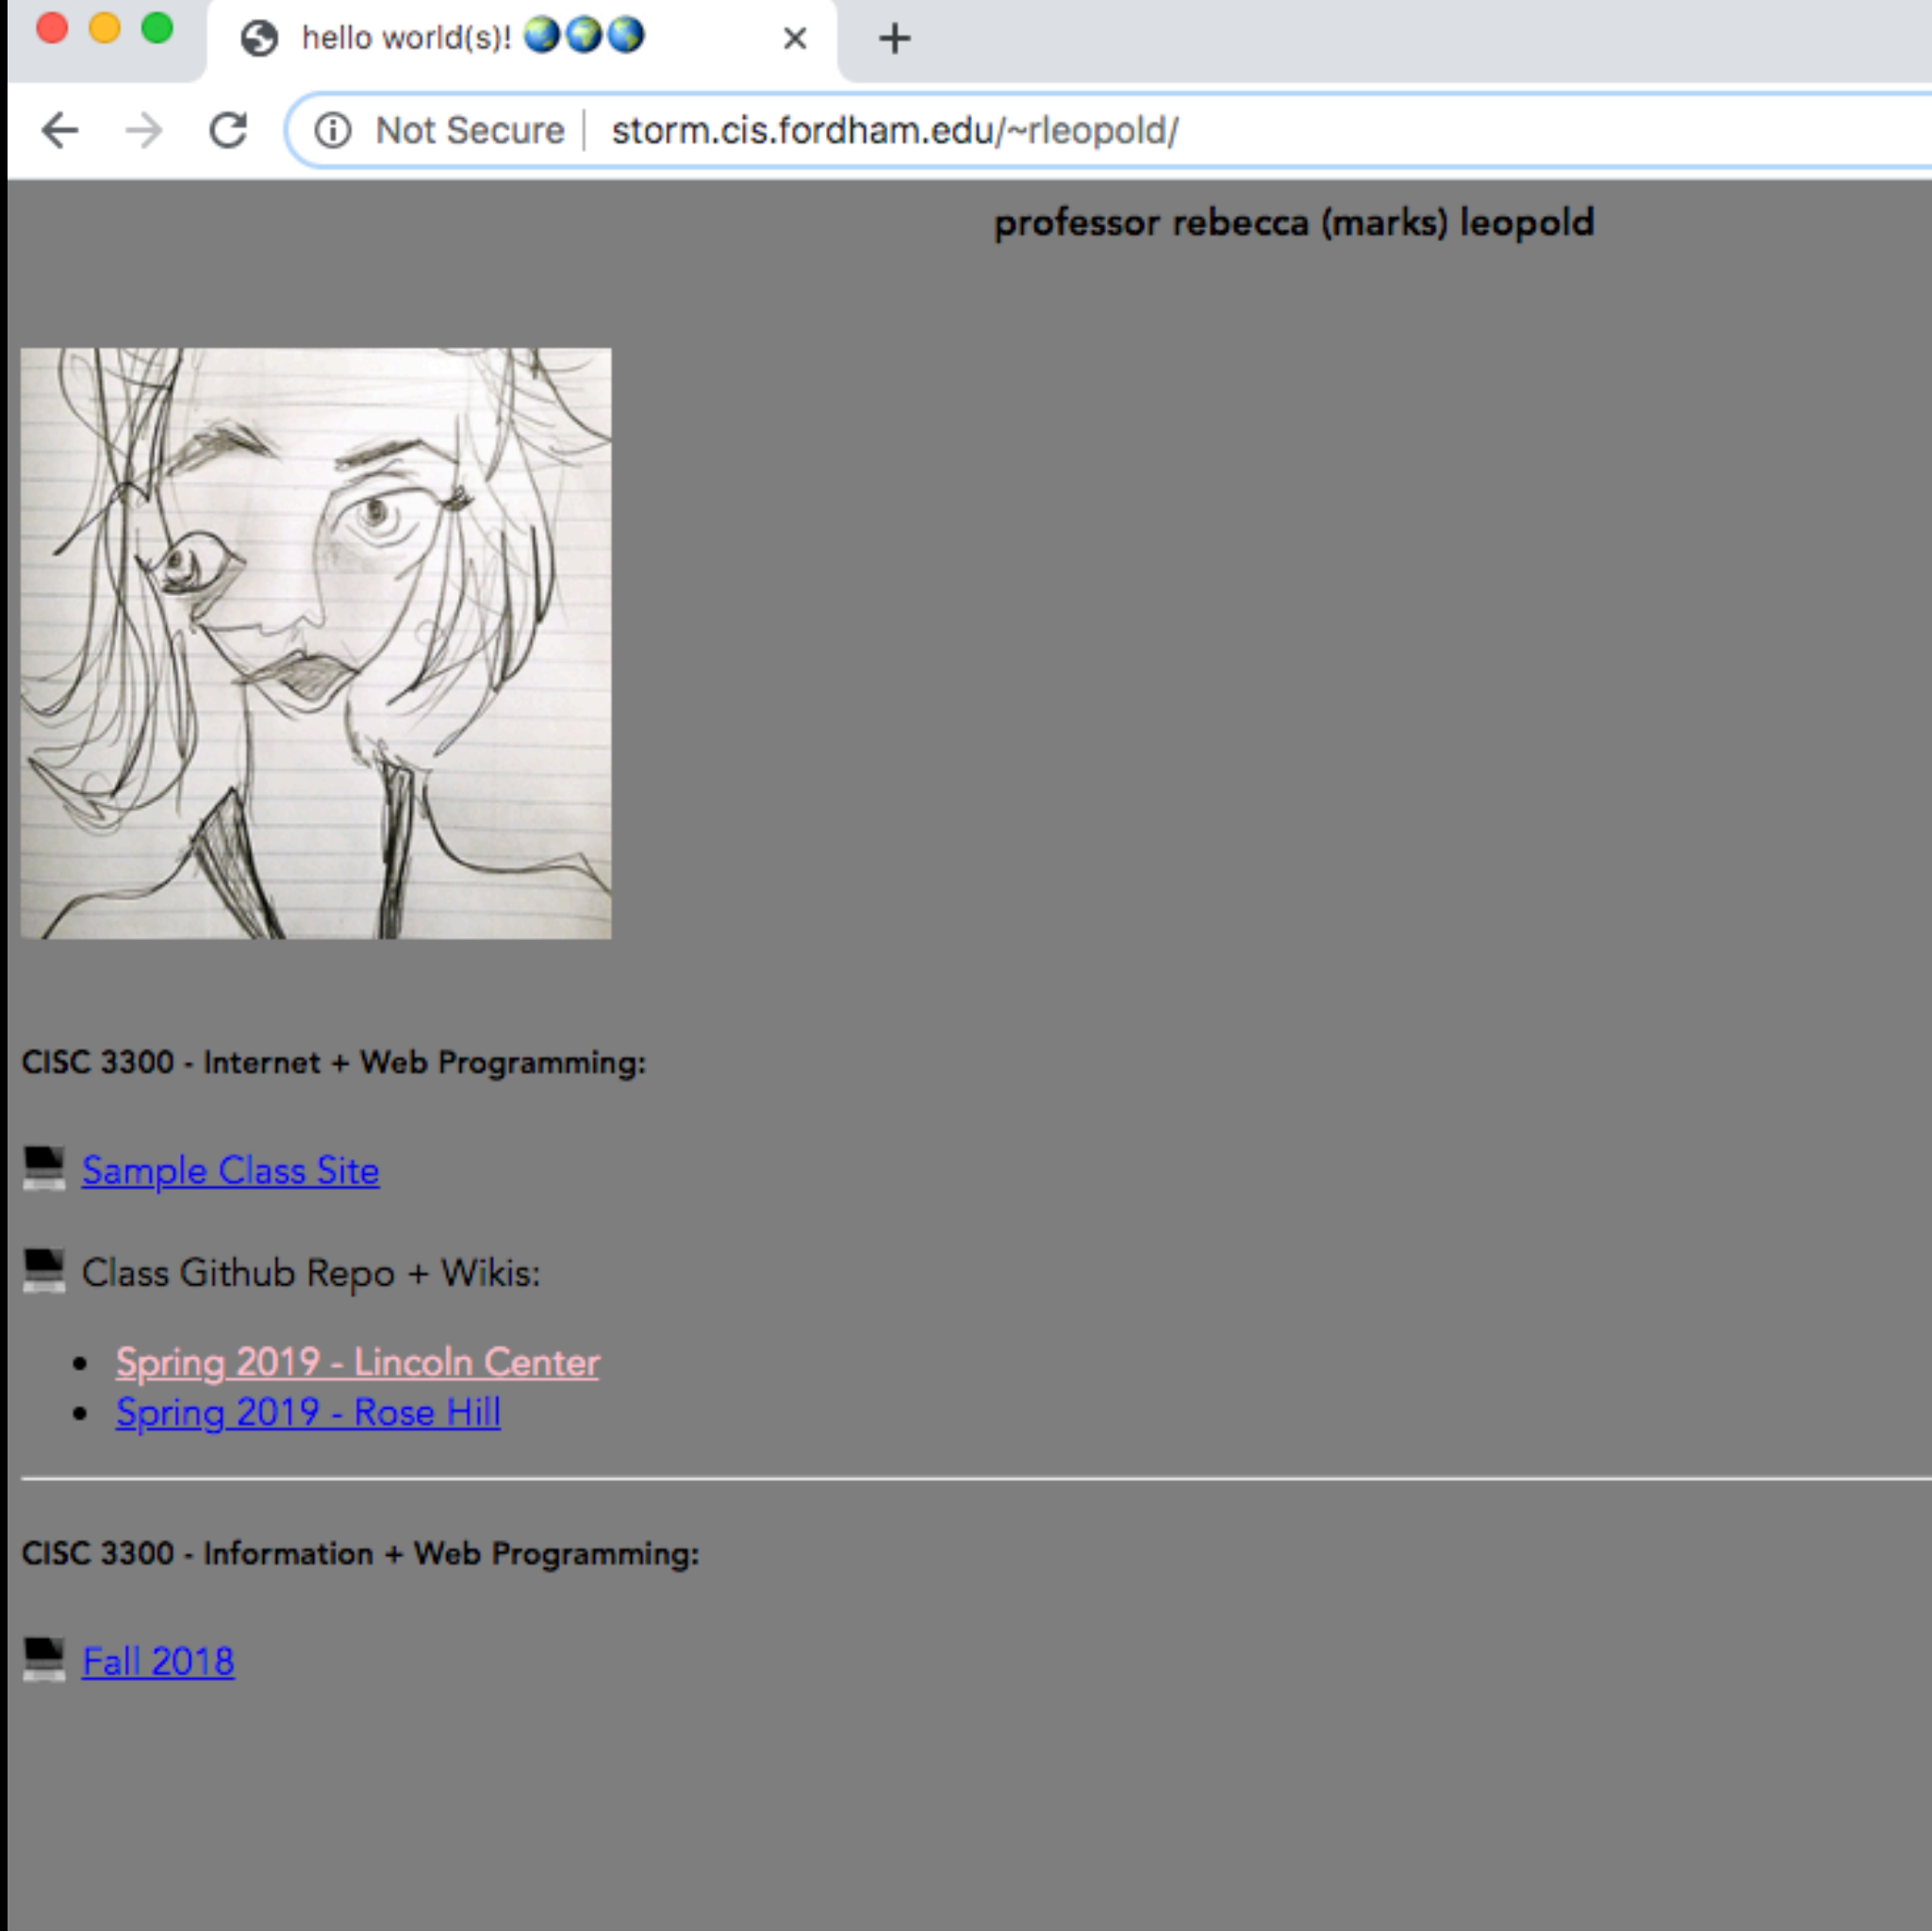 hello world(s)! 🌏🌍🌎
Not Secure | storm.cis.fordham.edu/~rleopold/
professor rebecca (marks) leopold
CISC 3300 - Internet + Web Programming:
Sample Class Site
Class Github Repo + Wikis:
Spring 2019 - Lincoln Center
Spring 2019 - Rose Hill
CISC 3300 - Information + Web Programming:
Fall 2018